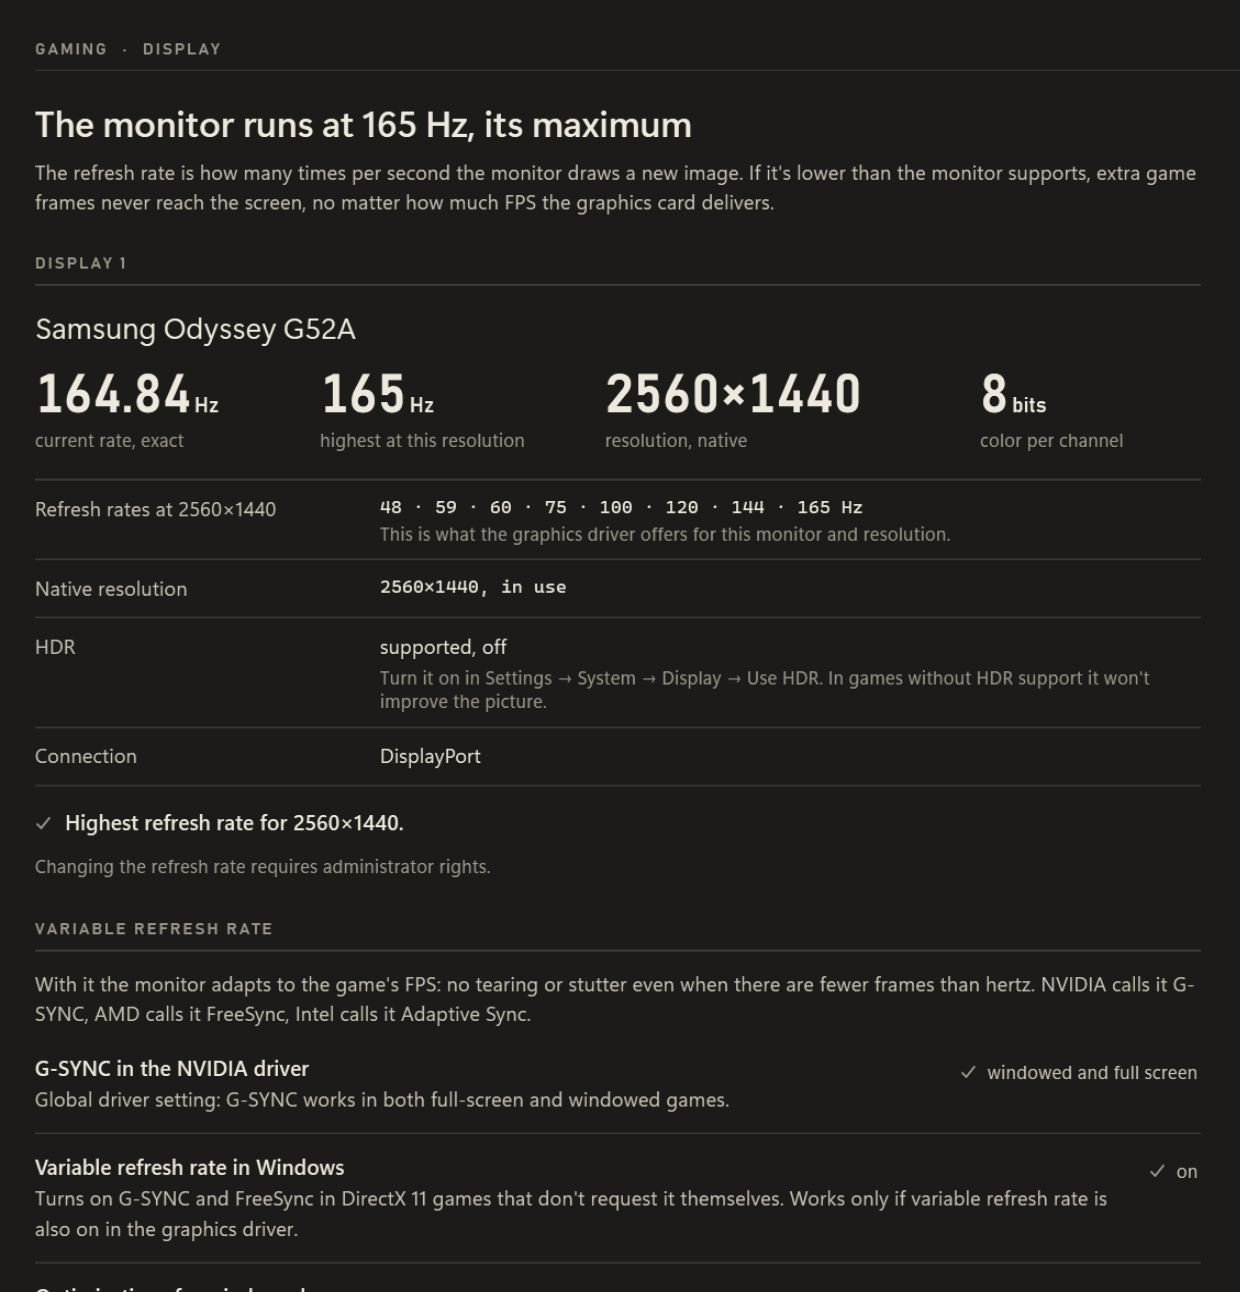 GAMING · DISPLAY
The monitor runs at 165 Hz, its maximum
The refresh rate is how many times per second the monitor draws a new image. If it's lower than the monitor supports, extra game
frames never reach the screen, no matter how much FPS the graphics card delivers.
DISPLAY 1
Samsung Odyssey G52A
164.84 Hz 165 Hz 2560×1440 8 bits
current rate, exact highest at this resolution resolution, native color per channel
Refresh rates at 2560×1440 48 · 59 · 60 · 75 · 100 · 120 · 144 · 165 Hz
This is what the graphics driver offers for this monitor and resolution.
Native resolution 2560×1440, in use
HDR supported, off
Turn it on in Settings → System → Display → Use HDR. In games without HDR support it won't
improve the picture.
Connection DisplayPort
✓ Highest refresh rate for 2560×1440.
Changing the refresh rate requires administrator rights.
VARIABLE REFRESH RATE
With it the monitor adapts to the game's FPS: no tearing or stutter even when there are fewer frames than hertz. NVIDIA calls it G-
SYNC, AMD calls it FreeSync, Intel calls it Adaptive Sync.
G-SYNC in the NVIDIA driver ✓ windowed and full screen
Global driver setting: G-SYNC works in both full-screen and windowed games.
Variable refresh rate in Windows ✓ on
Turns on G-SYNC and FreeSync in DirectX 11 games that don't request it themselves. Works only if variable refresh rate is
also on in the graphics driver.